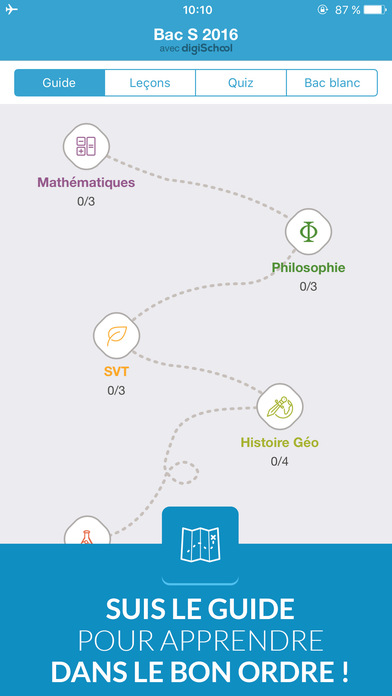 10:10
87 %
Bac S 2016
avec digiSchool
Guide
Leçons
Quiz
Bac blanc
Mathématiques
0/3
Φ
Philosophie
0/3
SVT
0/3
Histoire Géo
0/4
SUIS LE GUIDE
POUR APPRENDRE
DANS LE BON ORDRE !